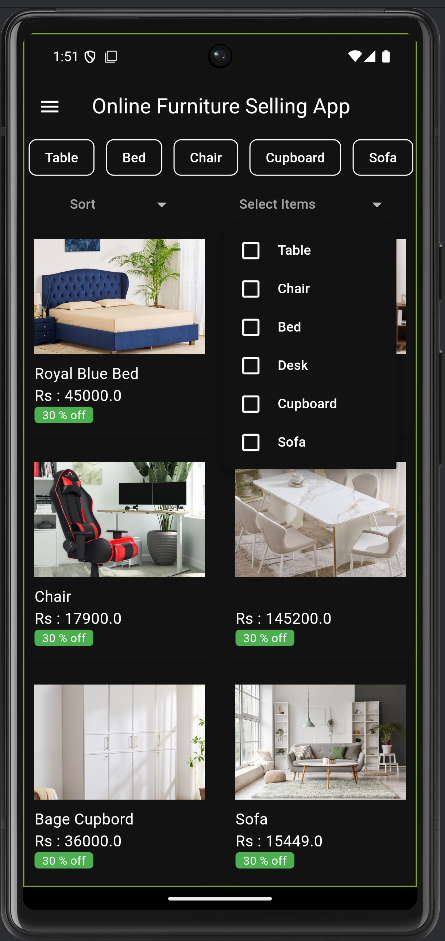 1:51
Online Furniture Selling App
Table Bed Chair Cupboard Sofa
Sort Select Items
Table
Chair
Bed
Desk
Cupboard
Sofa
Royal Blue Bed
Rs : 45000.0
30 % off
Chair
Rs : 17900.0
30 % off
Rs : 145200.0
30 % off
Bage Cupbord
Rs : 36000.0
30 % off
Sofa
Rs : 15449.0
30 % off